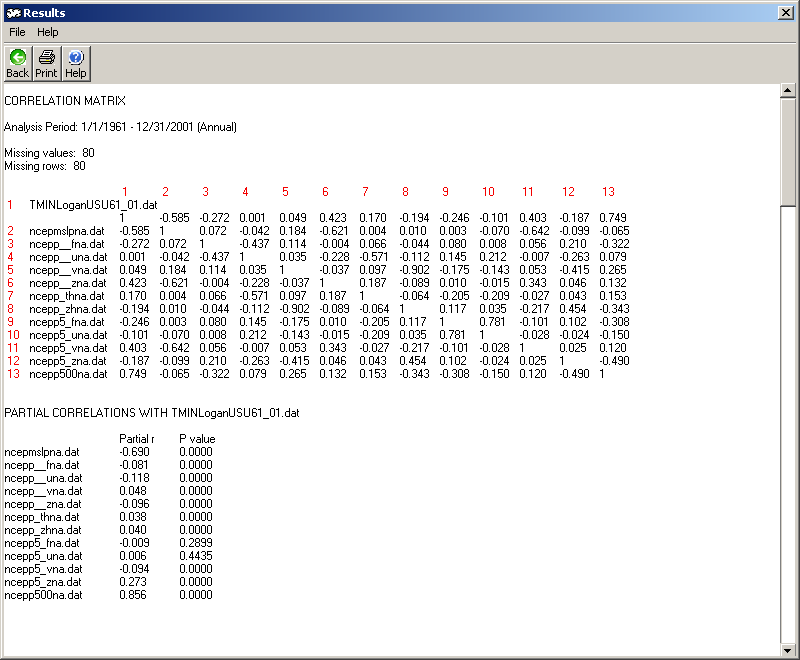 Results
File Help
Back Print Help
CORRELATION MATRIX
Analysis Period: 1/1/1961 - 12/31/2001 (Annual)
Missing values: 80
Missing rows: 80
1 2 3 4 5 6 7 8 9 10 11 12 13
1 TMINLoganUSU61_01.dat
1 -0.585 -0.272 0.001 0.049 0.423 0.170 -0.194 -0.246 -0.101 0.403 -0.187 0.749
2 ncepmslpna.dat -0.585 1 0.072 -0.042 0.184 -0.621 0.004 0.010 0.003 -0.070 -0.642 -0.099 -0.065
3 ncepp__fna.dat -0.272 0.072 1 -0.437 0.114 -0.004 0.066 -0.044 0.080 0.008 0.056 0.210 -0.322
4 ncepp__una.dat 0.001 -0.042 -0.437 1 0.035 -0.228 -0.571 -0.112 0.145 0.212 -0.007 -0.263 0.079
5 ncepp__vna.dat 0.049 0.184 0.114 0.035 1 -0.037 0.097 -0.902 -0.175 -0.143 0.053 -0.415 0.265
6 ncepp__zna.dat 0.423 -0.621 -0.004 -0.228 -0.037 1 0.187 -0.089 0.010 -0.015 0.343 0.046 0.132
7 ncepp_thna.dat 0.170 0.004 0.066 -0.571 0.097 0.187 1 -0.064 -0.205 -0.209 -0.027 0.043 0.153
8 ncepp_zhna.dat -0.194 0.010 -0.044 -0.112 -0.902 -0.089 -0.064 1 0.117 0.035 -0.217 0.454 -0.343
9 ncepp5_fna.dat -0.246 0.003 0.080 0.145 -0.175 0.010 -0.205 0.117 1 0.781 -0.101 0.102 -0.308
10 ncepp5_una.dat -0.101 -0.070 0.008 0.212 -0.143 -0.015 -0.209 0.035 0.781 1 -0.028 -0.024 -0.150
11 ncepp5_vna.dat 0.403 -0.642 0.056 -0.007 0.053 0.343 -0.027 -0.217 -0.101 -0.028 1 0.025 0.120
12 ncepp5_zna.dat -0.187 -0.099 0.210 -0.263 -0.415 0.046 0.043 0.454 0.102 -0.024 0.025 1 -0.490
13 ncepp500na.dat 0.749 -0.065 -0.322 0.079 0.265 0.132 0.153 -0.343 -0.308 -0.150 0.120 -0.490 1
PARTIAL CORRELATIONS WITH TMINLoganUSU61_01.dat
Partial r P value
ncepmslpna.dat -0.690 0.0000
ncepp__fna.dat -0.081 0.0000
ncepp__una.dat -0.118 0.0000
ncepp__vna.dat 0.048 0.0000
ncepp__zna.dat -0.096 0.0000
ncepp_thna.dat 0.038 0.0000
ncepp_zhna.dat 0.040 0.0000
ncepp5_fna.dat -0.009 0.2899
ncepp5_una.dat 0.006 0.4435
ncepp5_vna.dat -0.094 0.0000
ncepp5_zna.dat 0.273 0.0000
ncepp500na.dat 0.856 0.0000